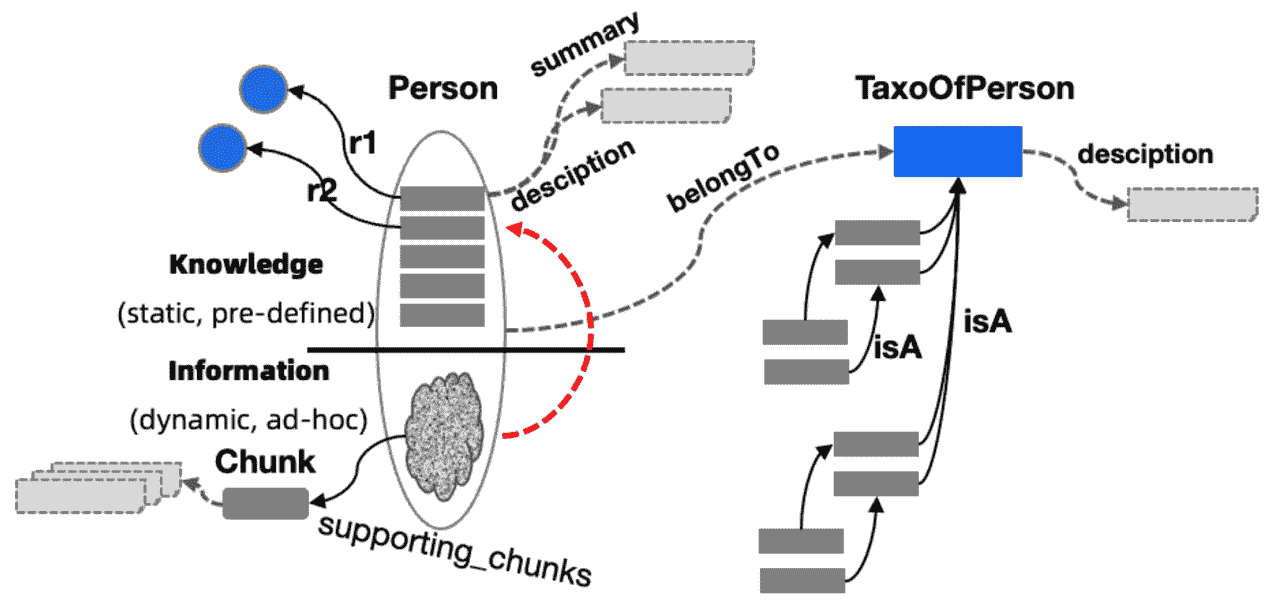 summary
Person
TaxoOfPerson
r1
desciption
belongTo
desciption
r2
Knowledge
(static, pre-defined)
isA
isA
Information
(dynamic, ad-hoc)
Chunk
supporting_chunks